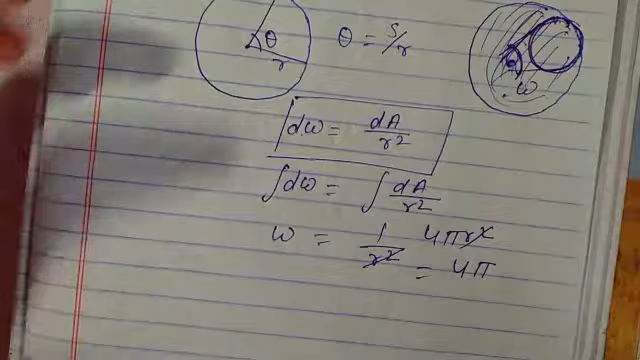 θ r θ = s/r ω
dω = dA/r²
∫dω = ∫ dA/r²
ω = 1/r² 4πr²
= 4π